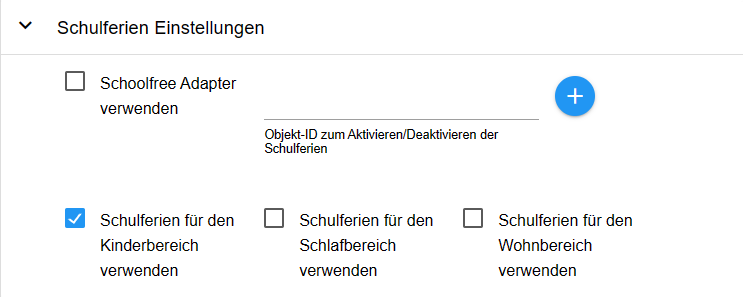 Schulferien Einstellungen
Schoolfree Adapter
verwenden
Objekt-ID zum Aktivieren/Deaktivieren der
Schulferien
Schulferien für den
Kinderbereich
verwenden
Schulferien für den
Schlafbereich
verwenden
Schulferien für den
Wohnbereich
verwenden